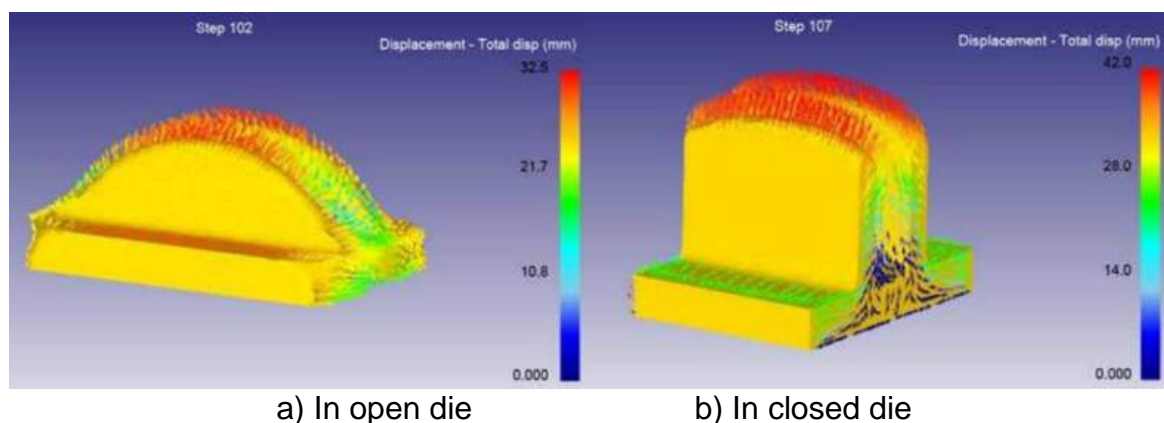 Step 102
Displacement - Total disp (mm)
32.5
21.7
10.8
0.000
Step 107
Displacement - Total disp (mm)
42.0
28.0
14.0
0.000
a) In open die
b) In closed die